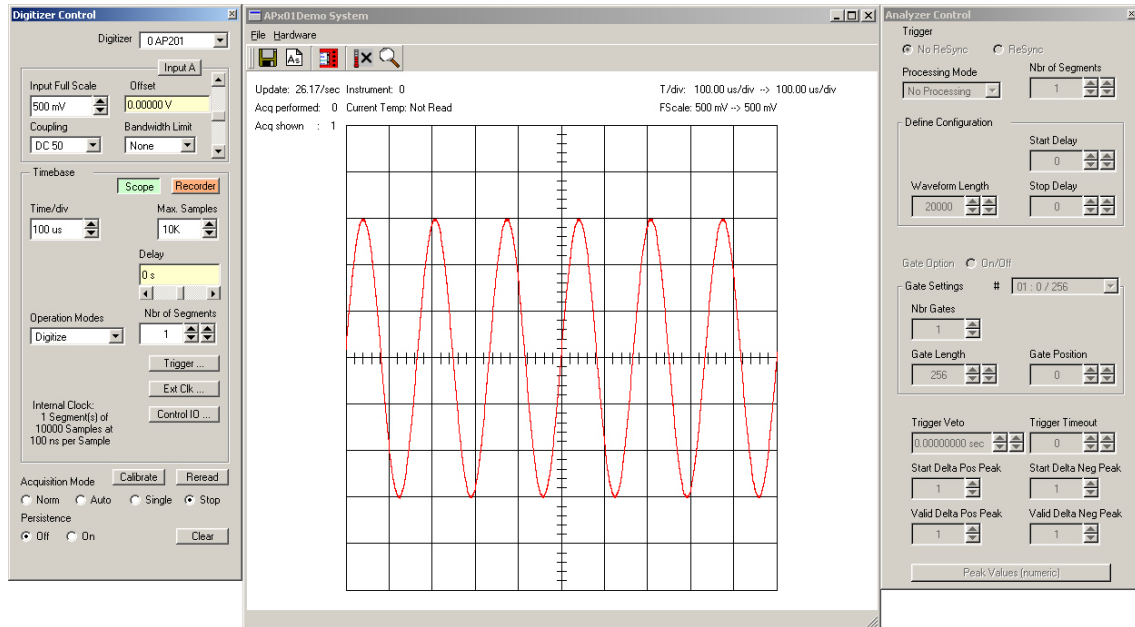 Digitizer Control
Digitizer 0 AP201
Input A
Input Full Scale Offset
500 mV 0.00000 V
Coupling Bandwidth Limit
DC 50 None
Timebase
Scope Recorder
Time/div Max. Samples
100 us 10K
Delay
0 s
Operation Modes Nbr of Segments
Digitize 1
Trigger ...
Ext Clk ...
Control IO ...
Internal Clock:
1 Segment(s) of
10000 Samples at
100 ns per Sample
Acquisition Mode Calibrate Reread
Norm Auto Single Stop
Persistence
Off On Clear
APx01Demo System
File Hardware
As
Update: 26.17/sec Instrument: 0 T/div: 100.00 us/div --> 100.00 us/div
Acq performed: 0 Current Temp: Not Read FScale: 500 mV --> 500 mV
Acq shown : 1
Analyzer Control
Trigger
No ReSync ReSync
Processing Mode Nbr of Segments
No Processing 1
Define Configuration
Start Delay
0
Waveform Length Stop Delay
20000 0
Gate Option On/Off
Gate Settings # 01 : 0 / 256
Nbr Gates
1
Gate Length Gate Position
256 0
Trigger Veto Trigger Timeout
0.00000000 sec 0
Start Delta Pos Peak Start Delta Neg Peak
1 1
Valid Delta Pos Peak Valid Delta Neg Peak
1 1
Peak Values (numeric)